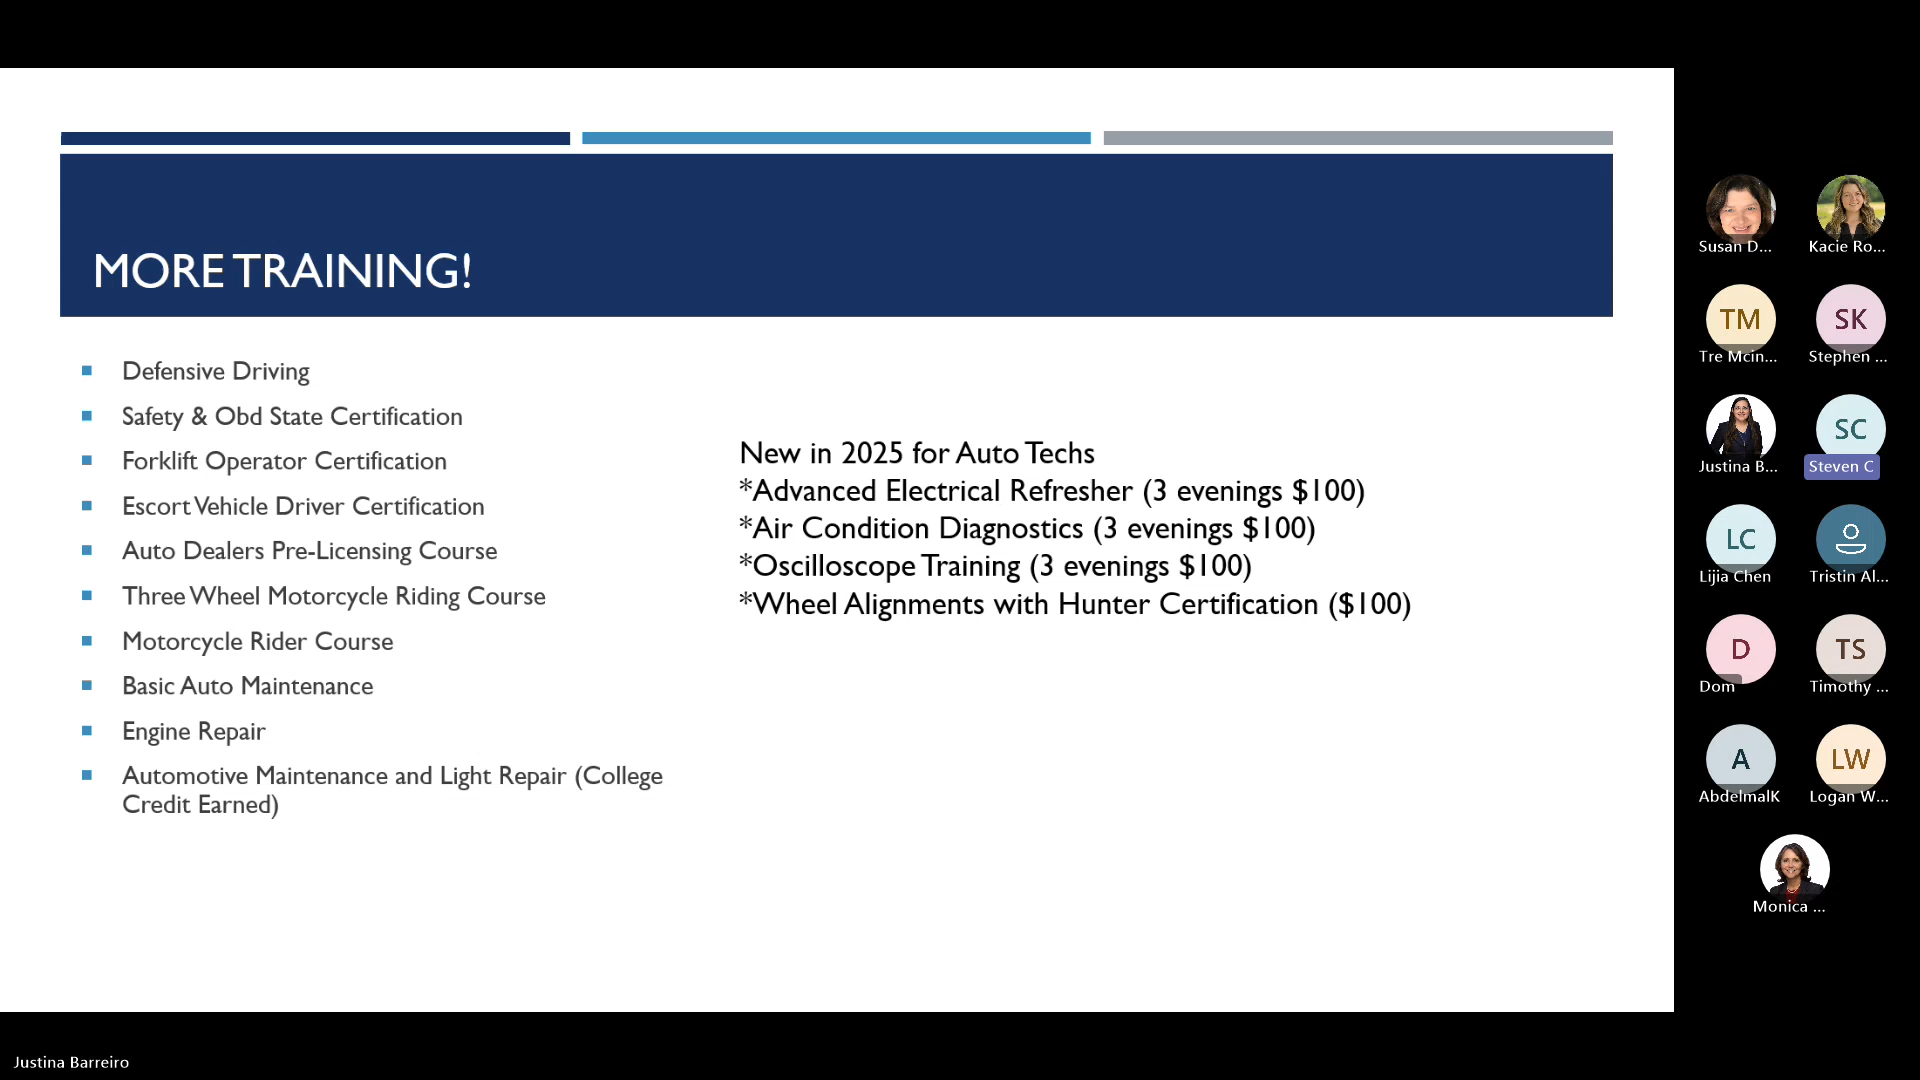 MORE TRAINING!
Defensive Driving
Safety & Obd State Certification
Forklift Operator Certification
Escort Vehicle Driver Certification
Auto Dealers Pre-Licensing Course
Three Wheel Motorcycle Riding Course
Motorcycle Rider Course
Basic Auto Maintenance
Engine Repair
Automotive Maintenance and Light Repair (College
Credit Earned)
New in 2025 for Auto Techs
*Advanced Electrical Refresher (3 evenings $100)
*Air Condition Diagnostics (3 evenings $100)
*Oscilloscope Training (3 evenings $100)
*Wheel Alignments with Hunter Certification ($100)
Susan D...
Kacie Ro...
TM
Tre Mcin...
SK
Stephen ...
Justina B...
SC
Steven C
LC
Lijia Chen
Tristin Al...
D
Dom
TS
Timothy ...
A
AbdelmalK
LW
Logan W...
Monica ...
Justina Barreiro